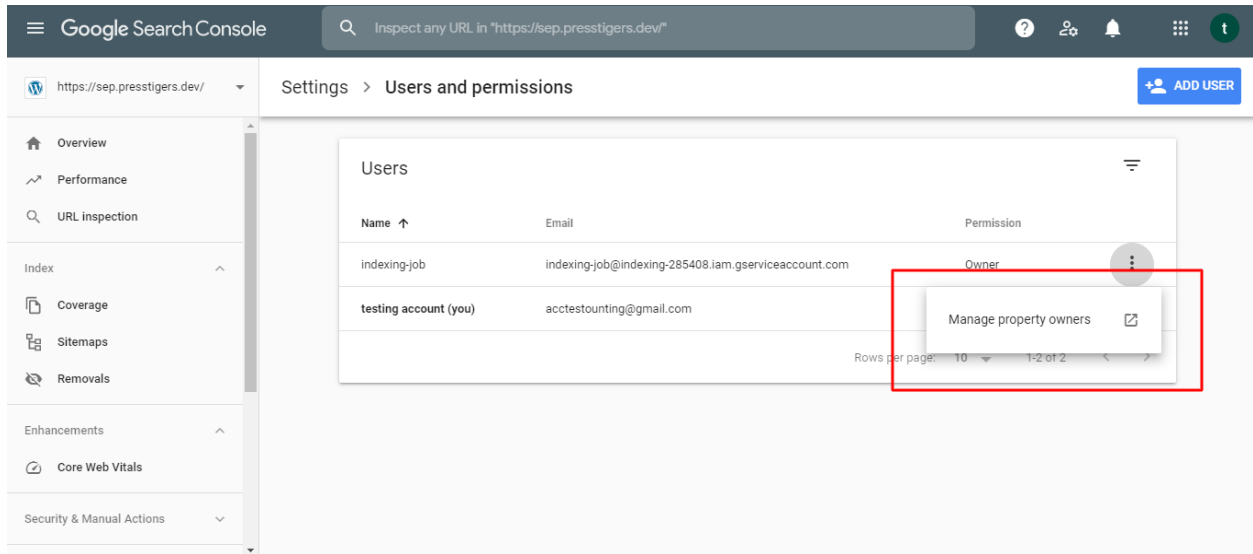 Google Search Console
Inspect any URL in "https://sep.presstigers.dev/"
t
https://sep.presstigers.dev/
Settings > Users and permissions
ADD USER
Overview
Performance
URL inspection
Index
Coverage
Sitemaps
Removals
Enhancements
Core Web Vitals
Security & Manual Actions
Users
Name Email Permission
indexing-job indexing-job@indexing-285408.iam.gserviceaccount.com Owner
testing account (you) acctestounting@gmail.com
Manage property owners
Rows per page: 10 1-2 of 2